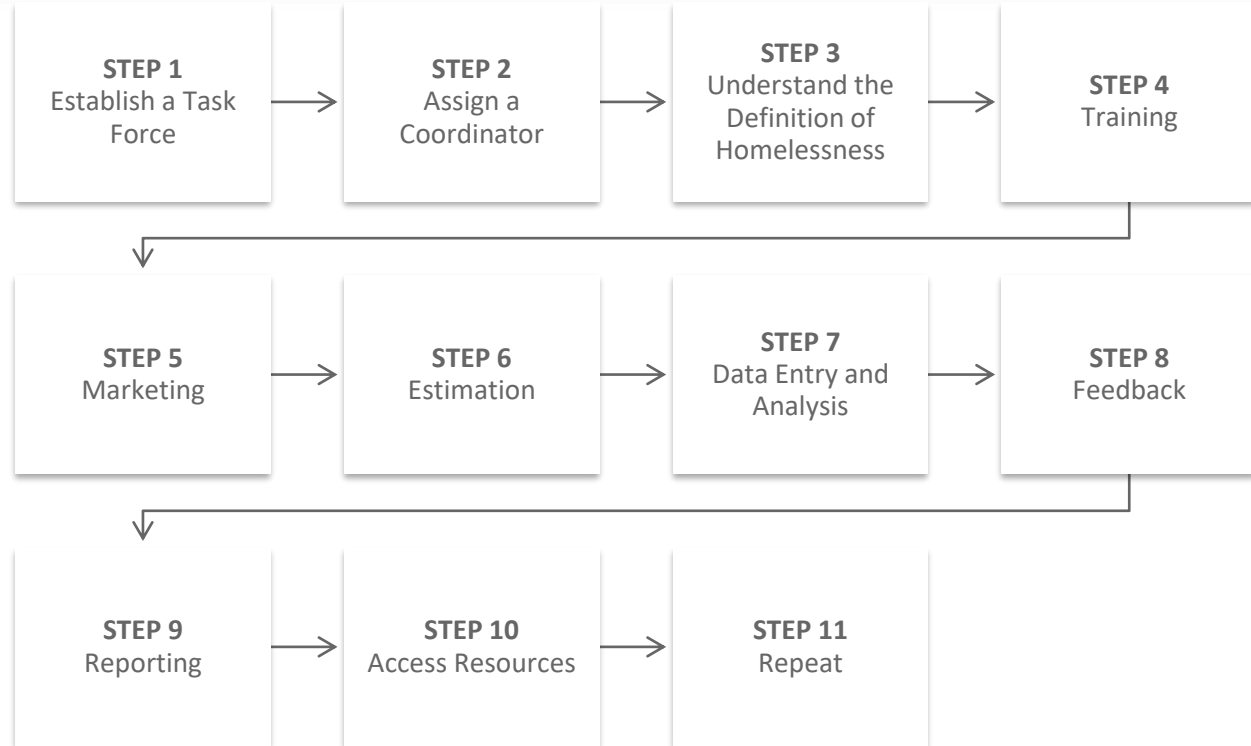 STEP 1
Establish a Task
Force
STEP 2
Assign a
Coordinator
STEP 3
Understand the
Definition of
Homelessness
STEP 4
Training
STEP 5
Marketing
STEP 6
Estimation
STEP 7
Data Entry and
Analysis
STEP 8
Feedback
STEP 9
Reporting
STEP 10
Access Resources
STEP 11
Repeat